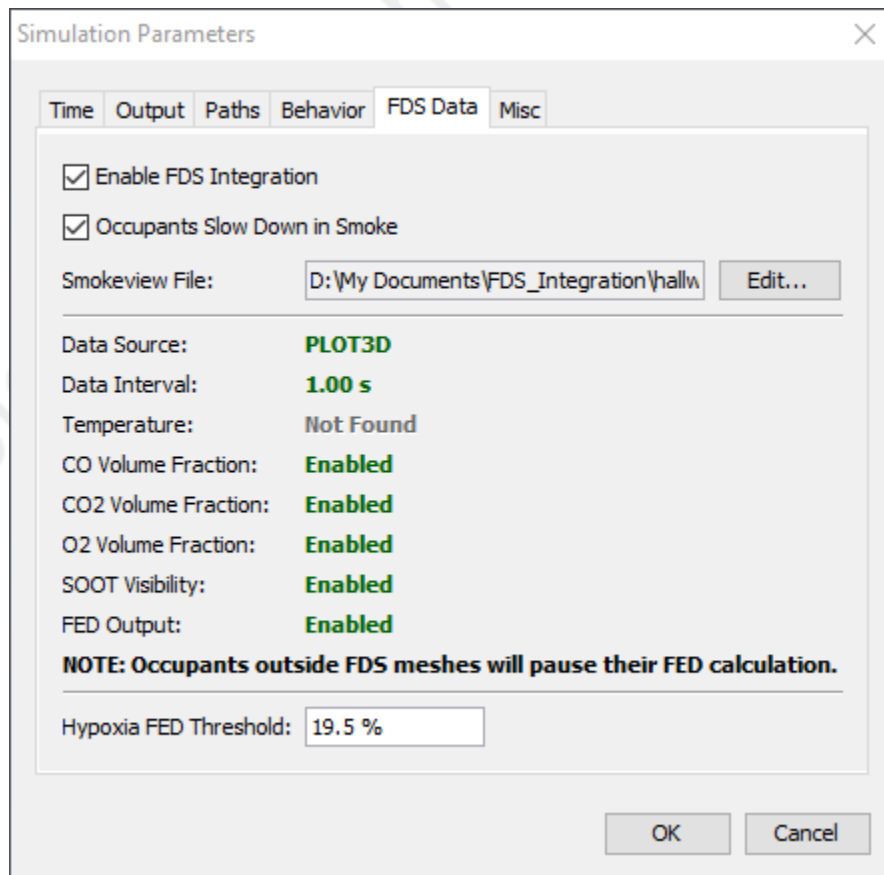 Simulation Parameters
Time Output Paths Behavior FDS Data Misc
Enable FDS Integration
Occupants Slow Down in Smoke
Smokeview File: D:\My Documents\FDS_Integration\hallw Edit...
Data Source: PLOT3D
Data Interval: 1.00 s
Temperature: Not Found
CO Volume Fraction: Enabled
CO2 Volume Fraction: Enabled
O2 Volume Fraction: Enabled
SOOT Visibility: Enabled
FED Output: Enabled
NOTE: Occupants outside FDS meshes will pause their FED calculation.
Hypoxia FED Threshold: 19.5 %
OK Cancel